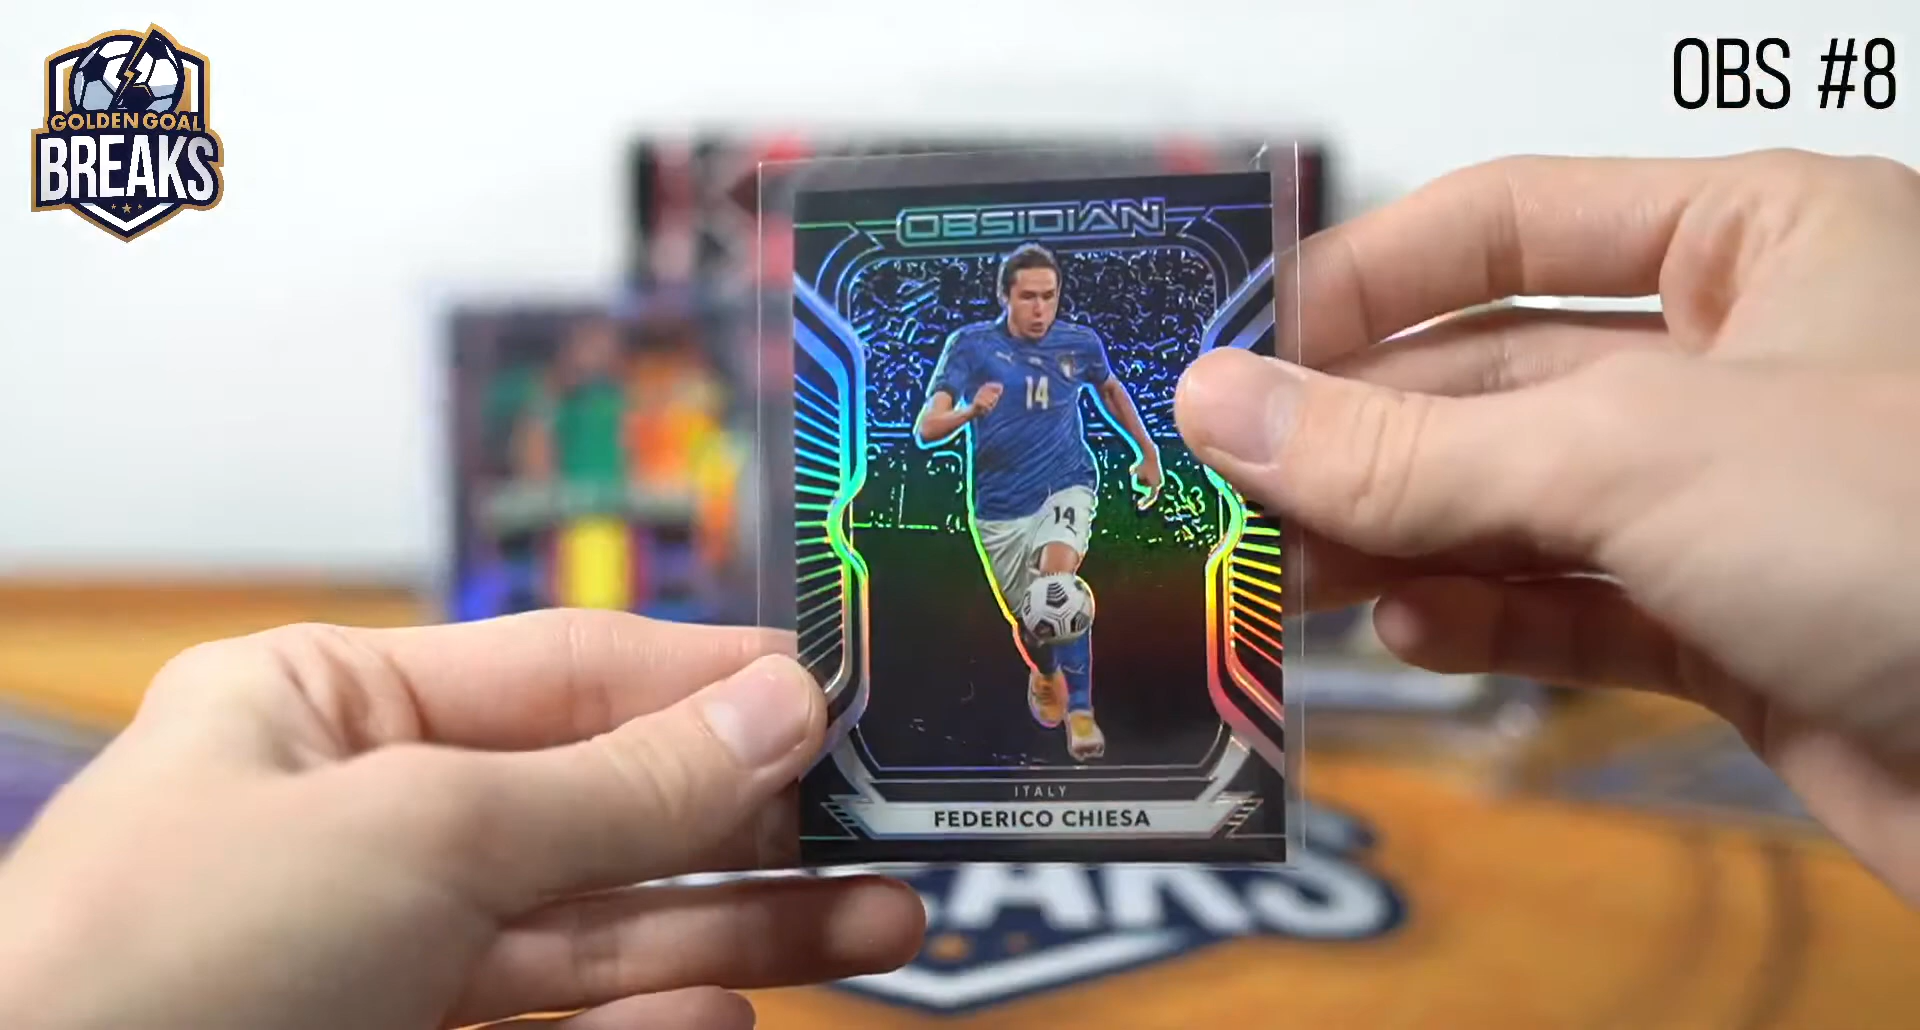 GOLDEN GOAL
BREAKS
OBS #8
OBSIDIAN
14
14
ITALY
FEDERICO CHIESA